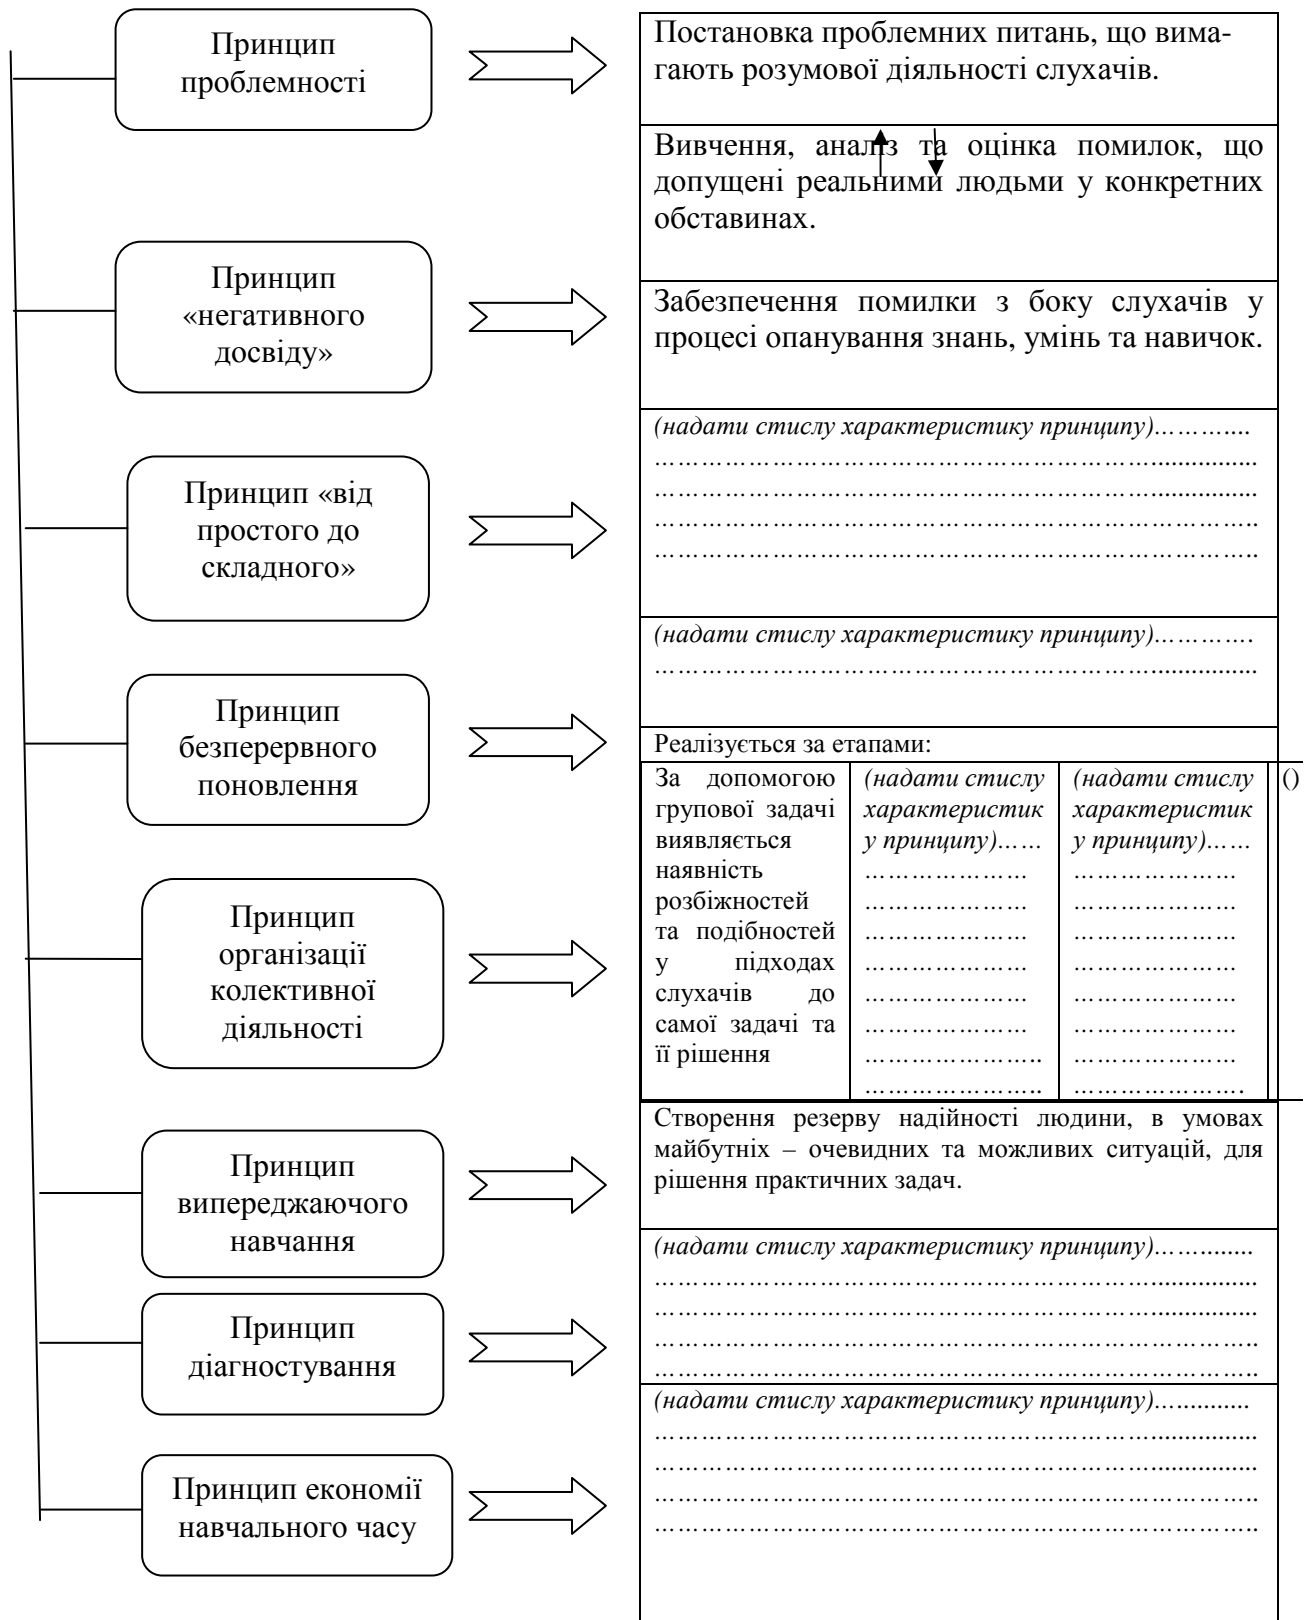 Принцип
проблемності
Постановка проблемних питань, що вима-
гають розумової діяльності слухачів.
Вивчення, аналіз та оцінка помилок, що
допущені реальними людьми у конкретних
обставинах.
Принцип
«негативного
досвіду»
Забезпечення помилки з боку слухачів у
процесі опанування знань, умінь та навичок.
Принцип «від
простого до
складного»
(надати стислу характеристику принципу)………....
………………………………………………………...............
………………………………………………………...............
…………………………………………………………………..
…………………………………………………………………..
Принцип
безперервного
поновлення
(надати стислу характеристику принципу)………….
………………………………………………………...............
Принцип
організації
колективної
діяльності
Реалізується за етапами:
За допомогою
групової задачі
виявляється
наявність
розбіжностей
та подібностей
у підходах
слухачів до
самої задачі та
її рішення
(надати стислу
характеристик
у принципу)……
…………………
…………………
…………………
…………………
…………………
…………………
…………………..
…………………..
(надати стислу
характеристик
у принципу)……
…………………
…………………
…………………
…………………
…………………
…………………
…………………
………………….
()
Принцип
випереджаючого
навчання
Створення резерву надійності людини, в умовах
майбутніх – очевидних та можливих ситуацій, для
рішення практичних задач.
Принцип
діагностування
(надати стислу характеристику принципу)…….........
………………………………………………………...............
………………………………………………………...............
…………………………………………………………………..
…………………………………………………………………..
Принцип економії
навчального часу
(надати стислу характеристику принципу)…...........
………………………………………………………...............
………………………………………………………...............
…………………………………………………………………..
…………………………………………………………………..